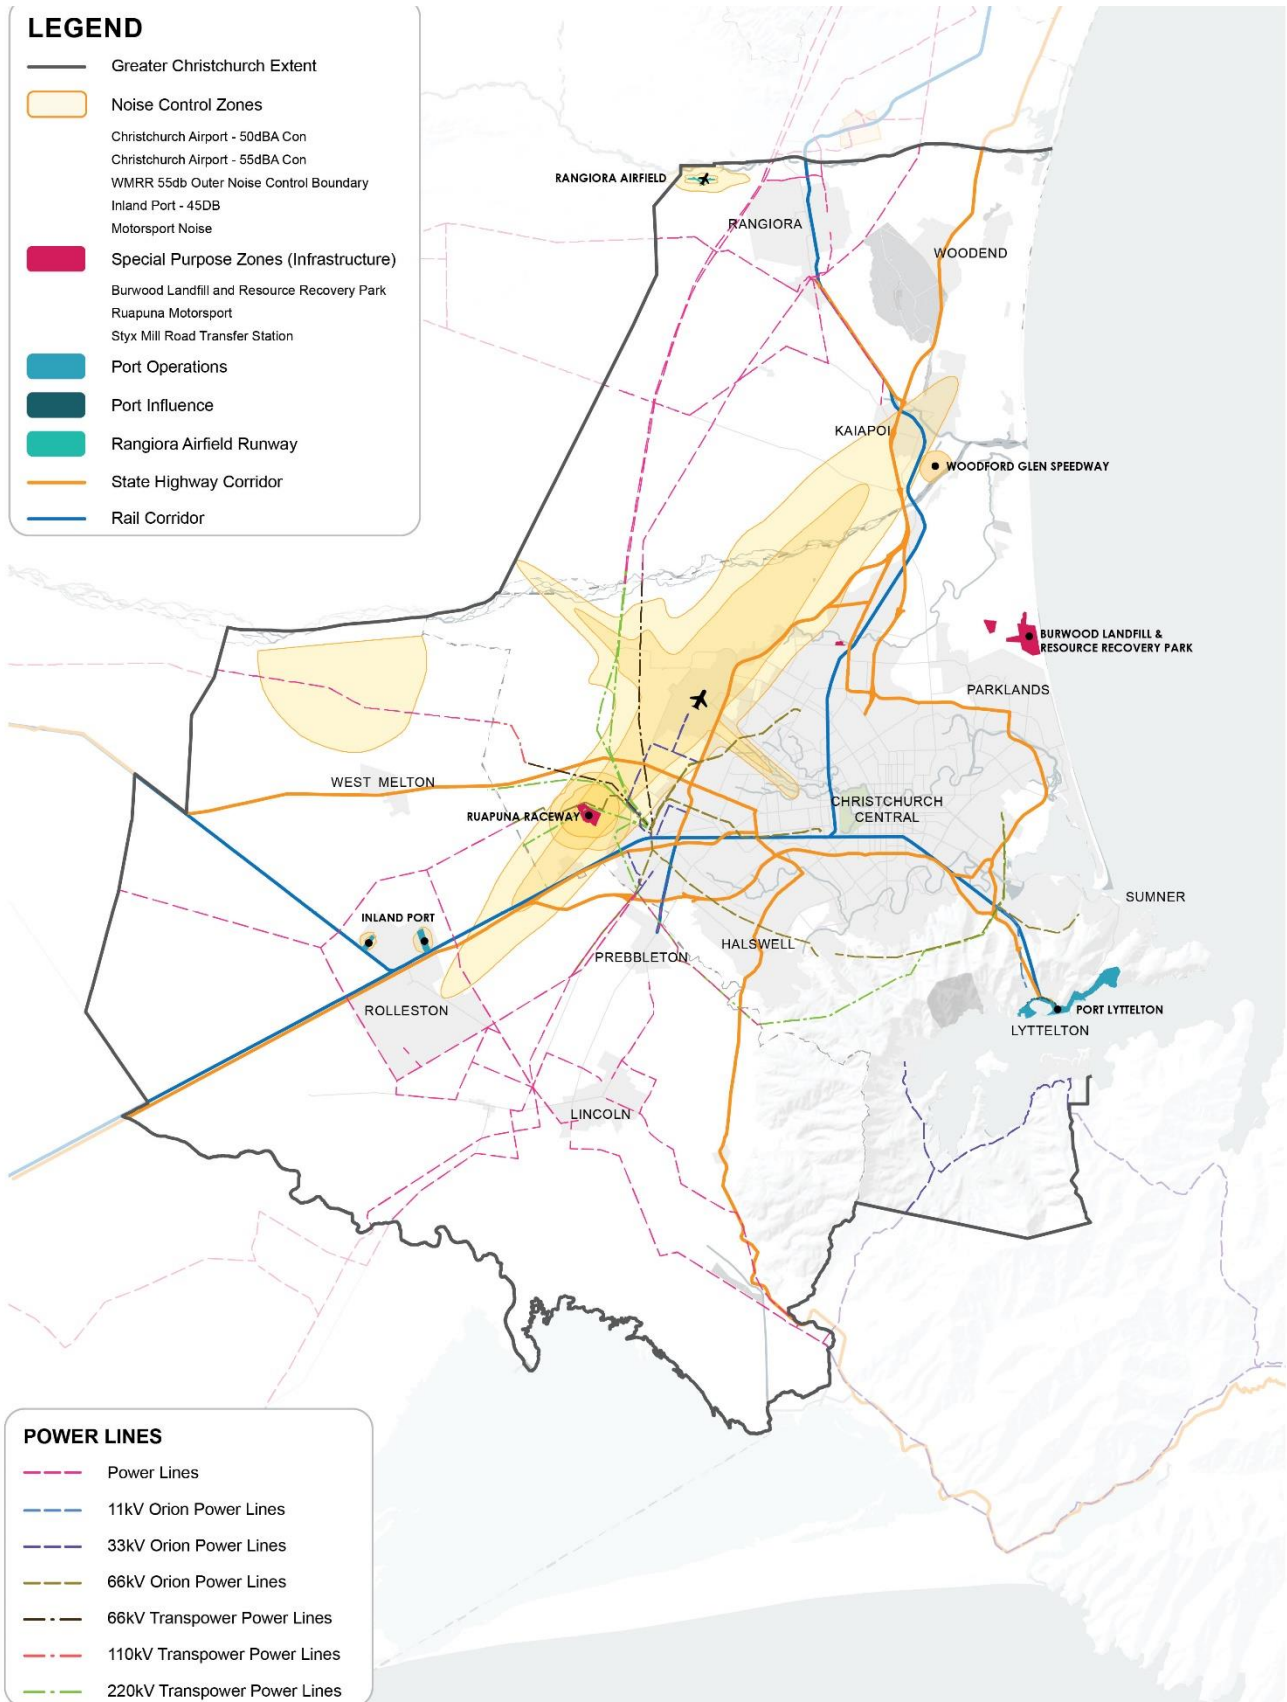 LEGEND
Greater Christchurch Extent
Noise Control Zones
Christchurch Airport - 50dBA Con
Christchurch Airport - 55dBA Con
WMRR 55db Outer Noise Control Boundary
Inland Port - 45DB
Motorsport Noise
Special Purpose Zones (Infrastructure)
Burwood Landfill and Resource Recovery Park
Ruapuna Motorsport
Styx Mill Road Transfer Station
Port Operations
Port Influence
Rangiora Airfield Runway
State Highway Corridor
Rail Corridor
RANGIORA AIRFIELD
RANGIORA
WOODEND
KAIAPOI
WOODFORD GLEN SPEEDWAY
BURWOOD LANDFILL &
RESOURCE RECOVERY PARK
PARKLANDS
WEST MELTON
RUAPUNA RACEWAY
CHRISTCHURCH
CENTRAL
SUMNER
INLAND PORT
HALSWELL
PREBBLETON
ROLLESTON
PORT LYTTELTON
LYTTELTON
LINCOLN
POWER LINES
Power Lines
11kV Orion Power Lines
33kV Orion Power Lines
66kV Orion Power Lines
66kV Transpower Power Lines
110kV Transpower Power Lines
220kV Transpower Power Lines